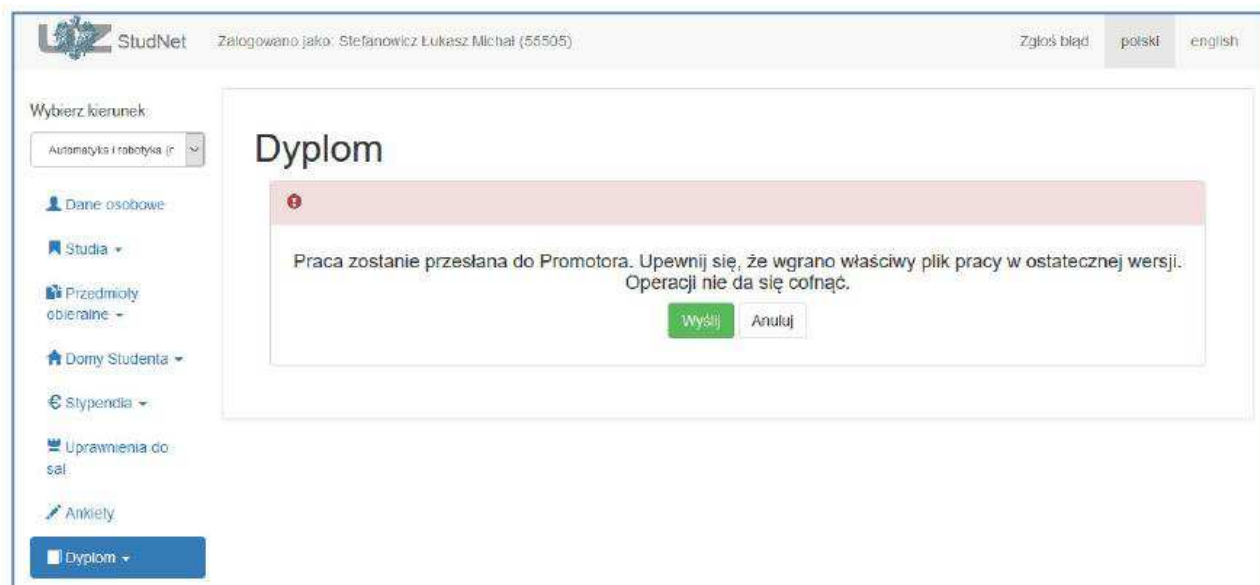 UZ StudNet Zalogowano jako: Stefanowicz Łukasz Michał (55505) Zgłoś błąd polski english
Wybierz kierunek
Automatyka i robotyka (r
Dyplom
Dane osobowe
Studia
Przedmioty
obieralne
Domy Studenta
Stypendia
Uprawnienia do
sal
Ankiety
Dyplom
Praca zostanie przesłana do Promotora. Upewnij się, że wgrano właściwy plik pracy w ostatecznej wersji.
Operacji nie da się cofnąć.
Wyślij Anuluj